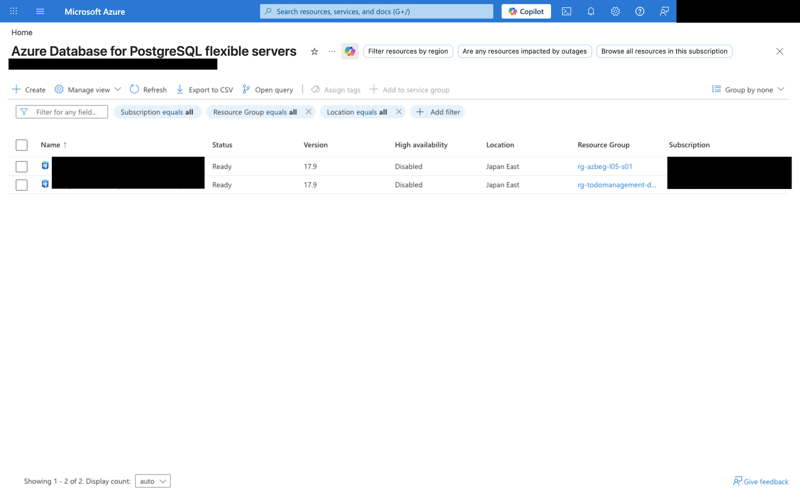 Microsoft Azure
Search resources, services, and docs (G+/)
Copilot
Home
Azure Database for PostgreSQL flexible servers
Filter resources by region
Are any resources impacted by outages
Browse all resources in this subscription
Create
Manage view
Refresh
Export to CSV
Open query
Assign tags
Add to service group
Group by none
Filter for any field...
Subscription equals all
Resource Group equals all
Location equals all
Add filter
Name ↑ Status Version High availability Location Resource Group Subscription
Ready 17.9 Disabled Japan East rg-azbeg-l05-s01
Ready 17.9 Disabled Japan East rg-todomanagement-d...
Showing 1 - 2 of 2. Display count: auto
Give feedback